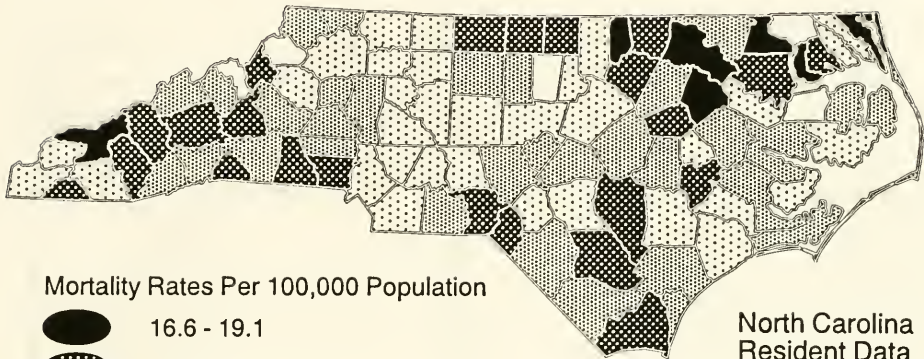 Mortality Rates Per 100,000 Population
16.6 - 19.1
North Carolina
Resident Data